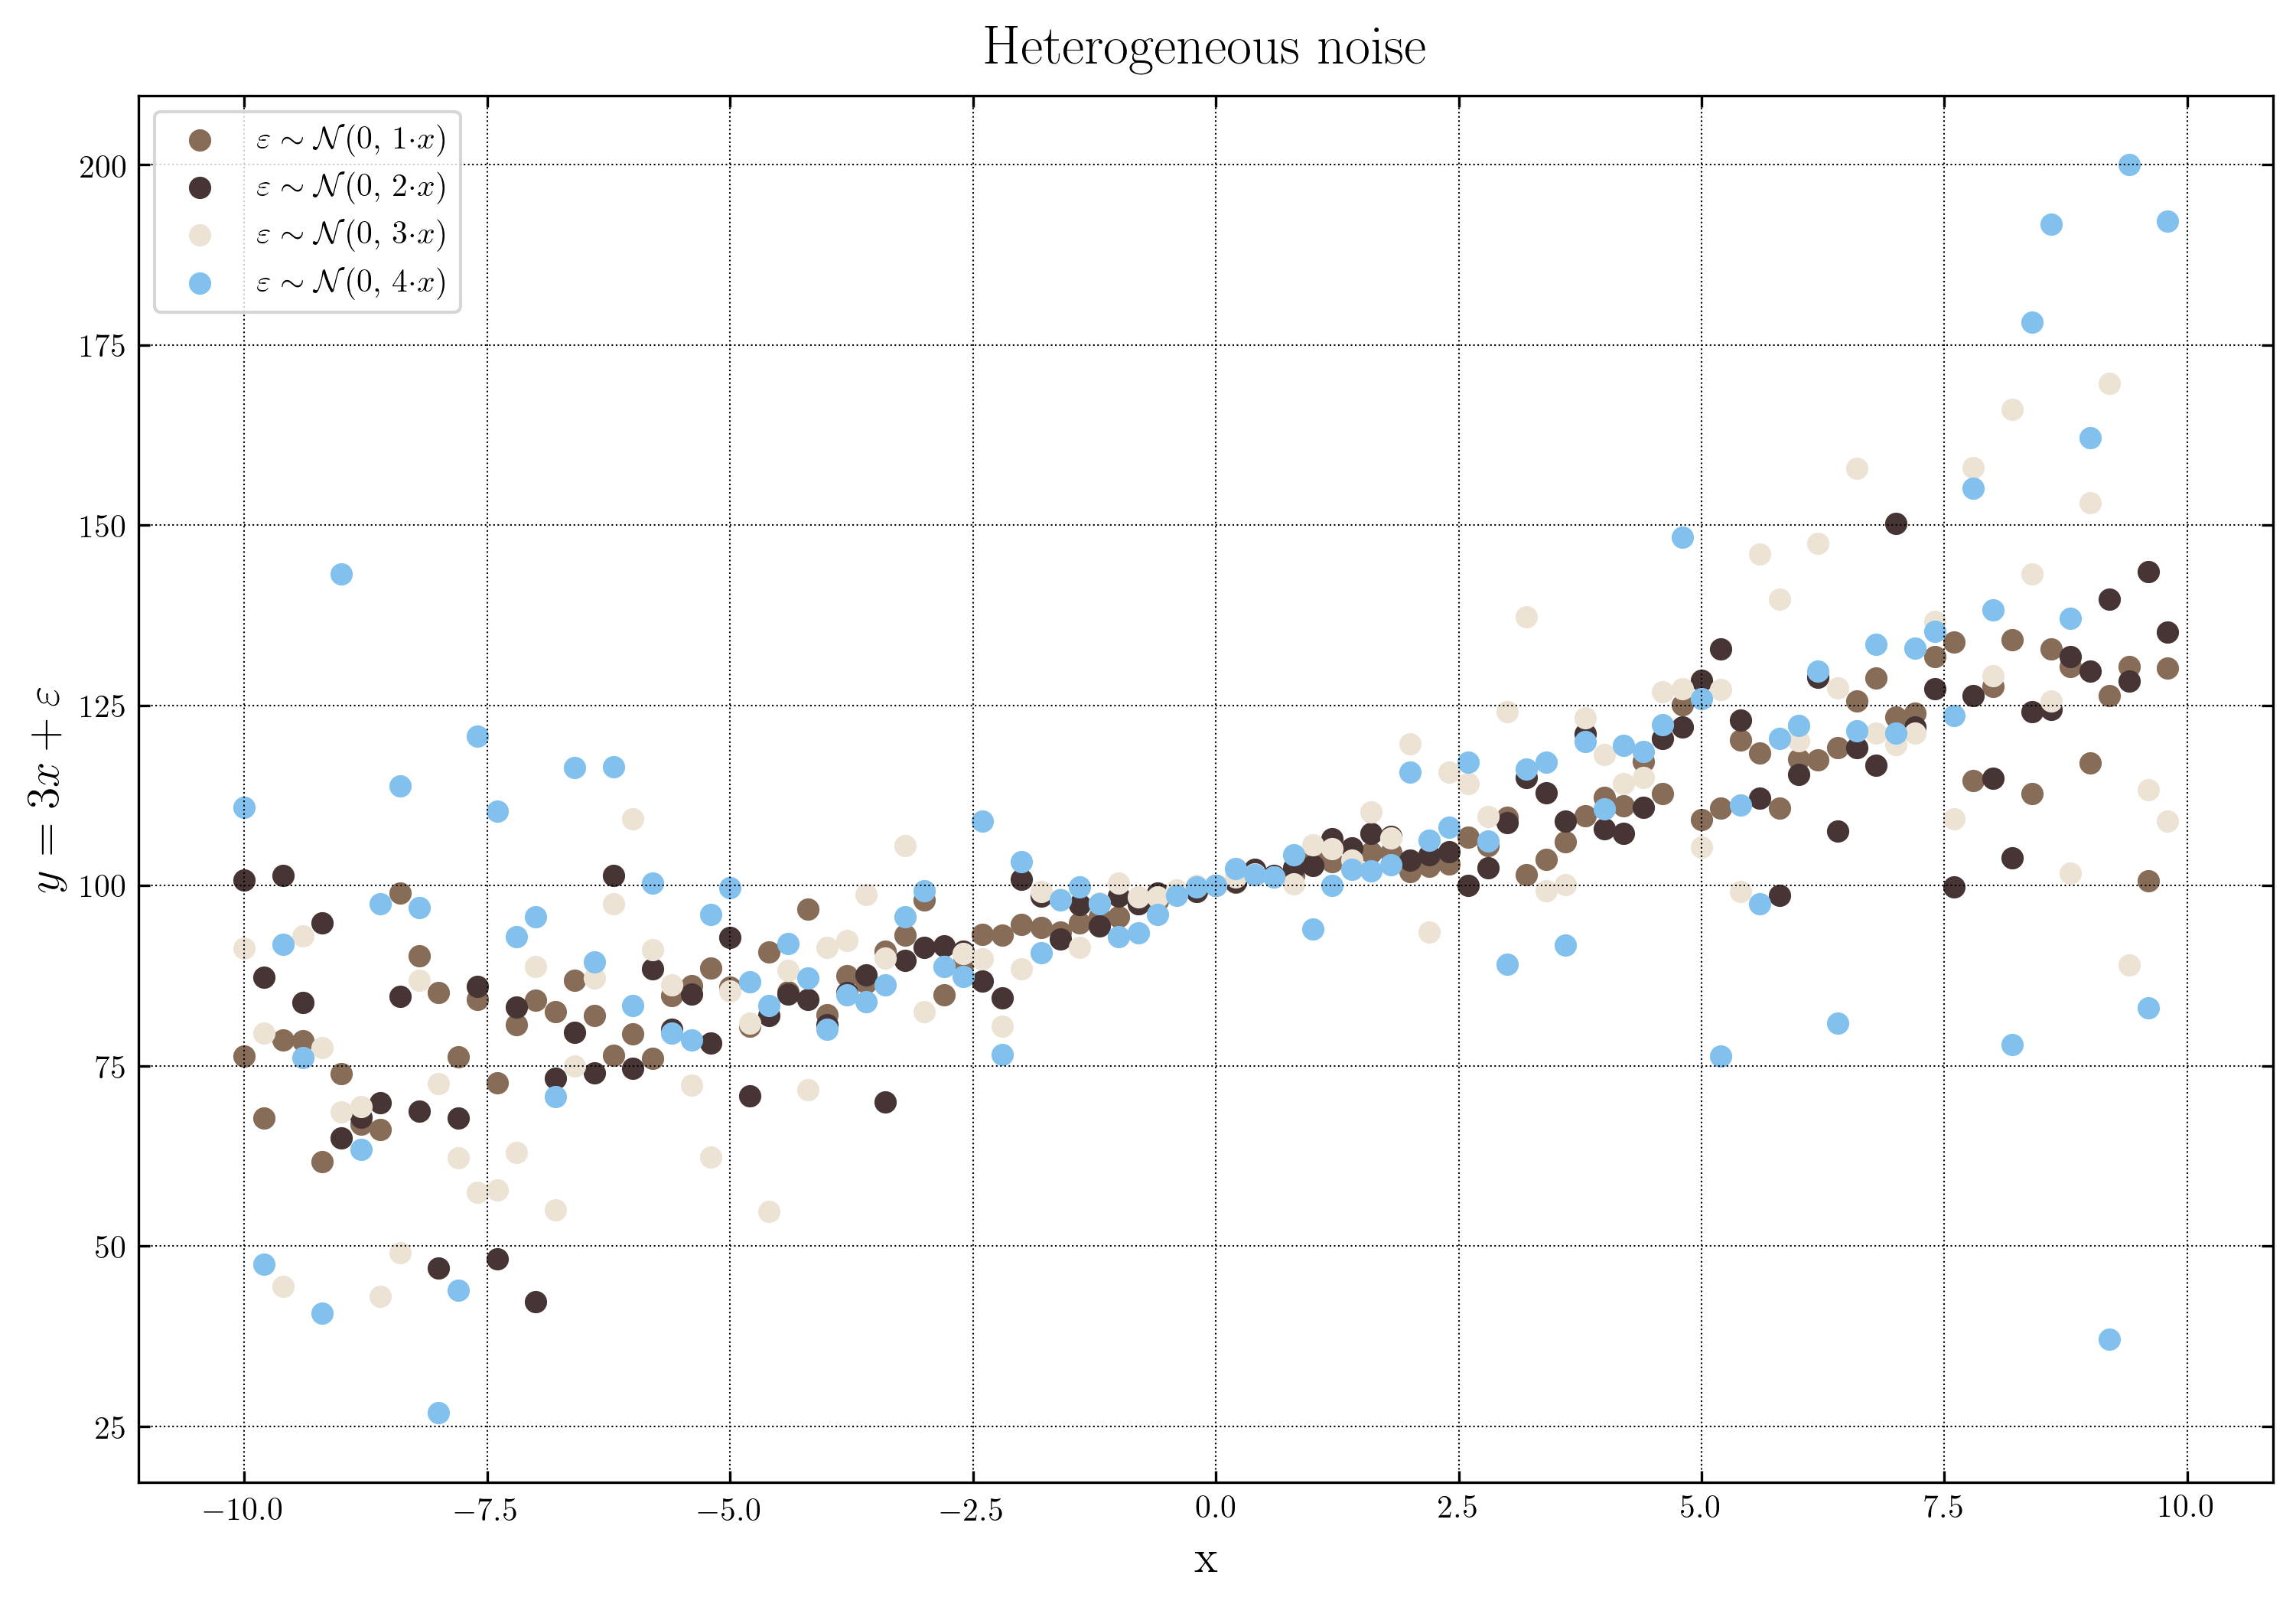 Heterogeneous noise
ε ∼ 𝒩(0, 1·x)
ε ∼ 𝒩(0, 2·x)
ε ∼ 𝒩(0, 3·x)
ε ∼ 𝒩(0, 4·x)
y = 3x + ε
200
175
150
125
100
75
50
25
−10.0 −7.5 −5.0 −2.5 0.0 2.5 5.0 7.5 10.0
x